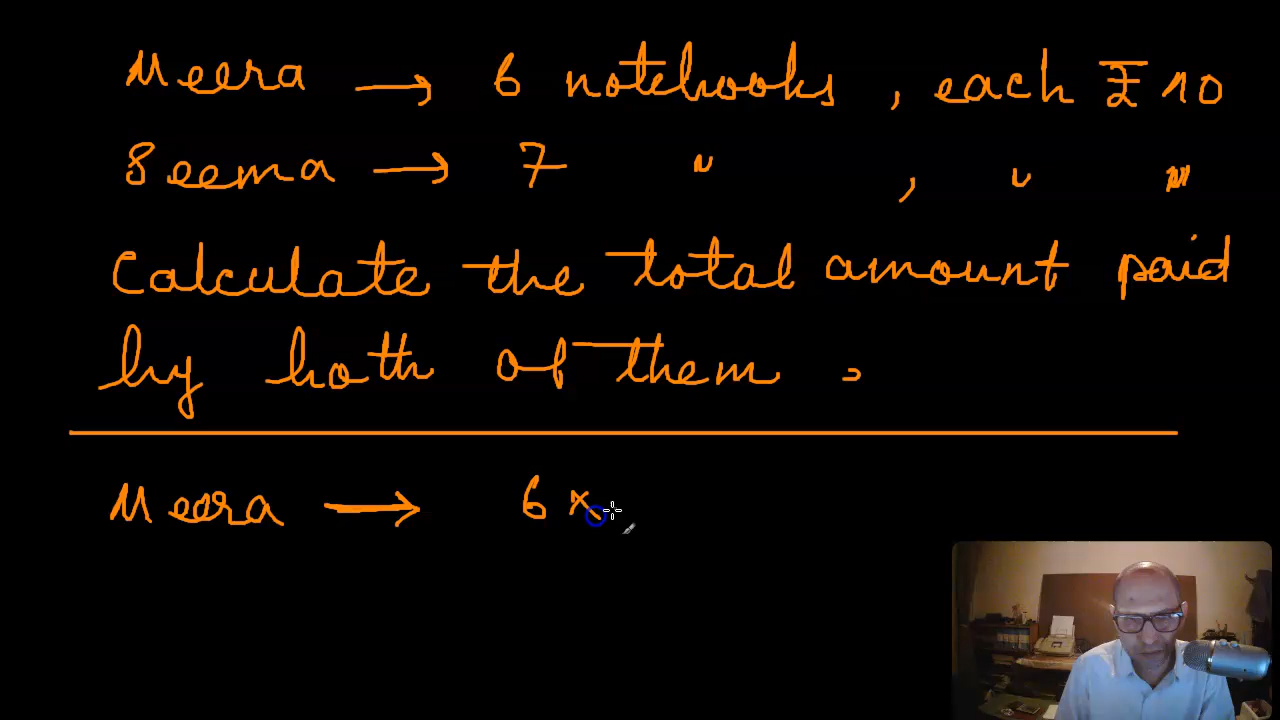 Meera → 6 notebooks, each ₹10
Seema → 7 " , " "
Calculate the total amount paid
by both of them.
Meera → 6 ×